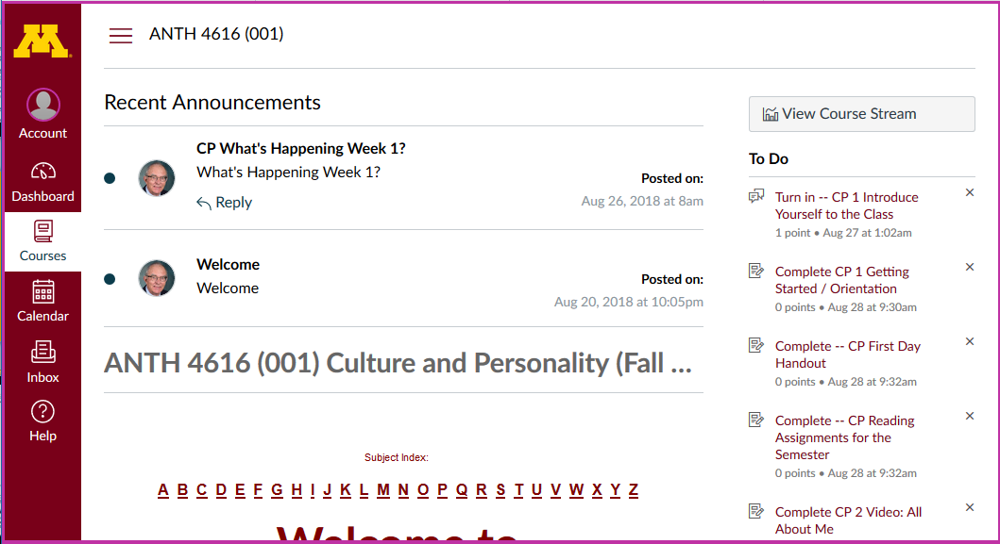 M
ANTH 4616 (001)
Account
Dashboard
Courses
Calendar
Inbox
Help
Recent Announcements
CP What's Happening Week 1?
What's Happening Week 1?
Reply
Posted on:
Aug 26, 2018 at 8am
Welcome
Welcome
Posted on:
Aug 20, 2018 at 10:05pm
ANTH 4616 (001) Culture and Personality (Fall ...
Subject Index:
A B C D E F G H I J K L M N O P Q R S T U V W X Y Z
Welcome to
View Course Stream
To Do
Turn in -- CP 1 Introduce
Yourself to the Class
1 point • Aug 27 at 1:02am
Complete CP 1 Getting
Started / Orientation
0 points • Aug 28 at 9:30am
Complete -- CP First Day
Handout
0 points • Aug 28 at 9:32am
Complete -- CP Reading
Assignments for the
Semester
0 points • Aug 28 at 9:32am
Complete CP 2 Video: All
About Me